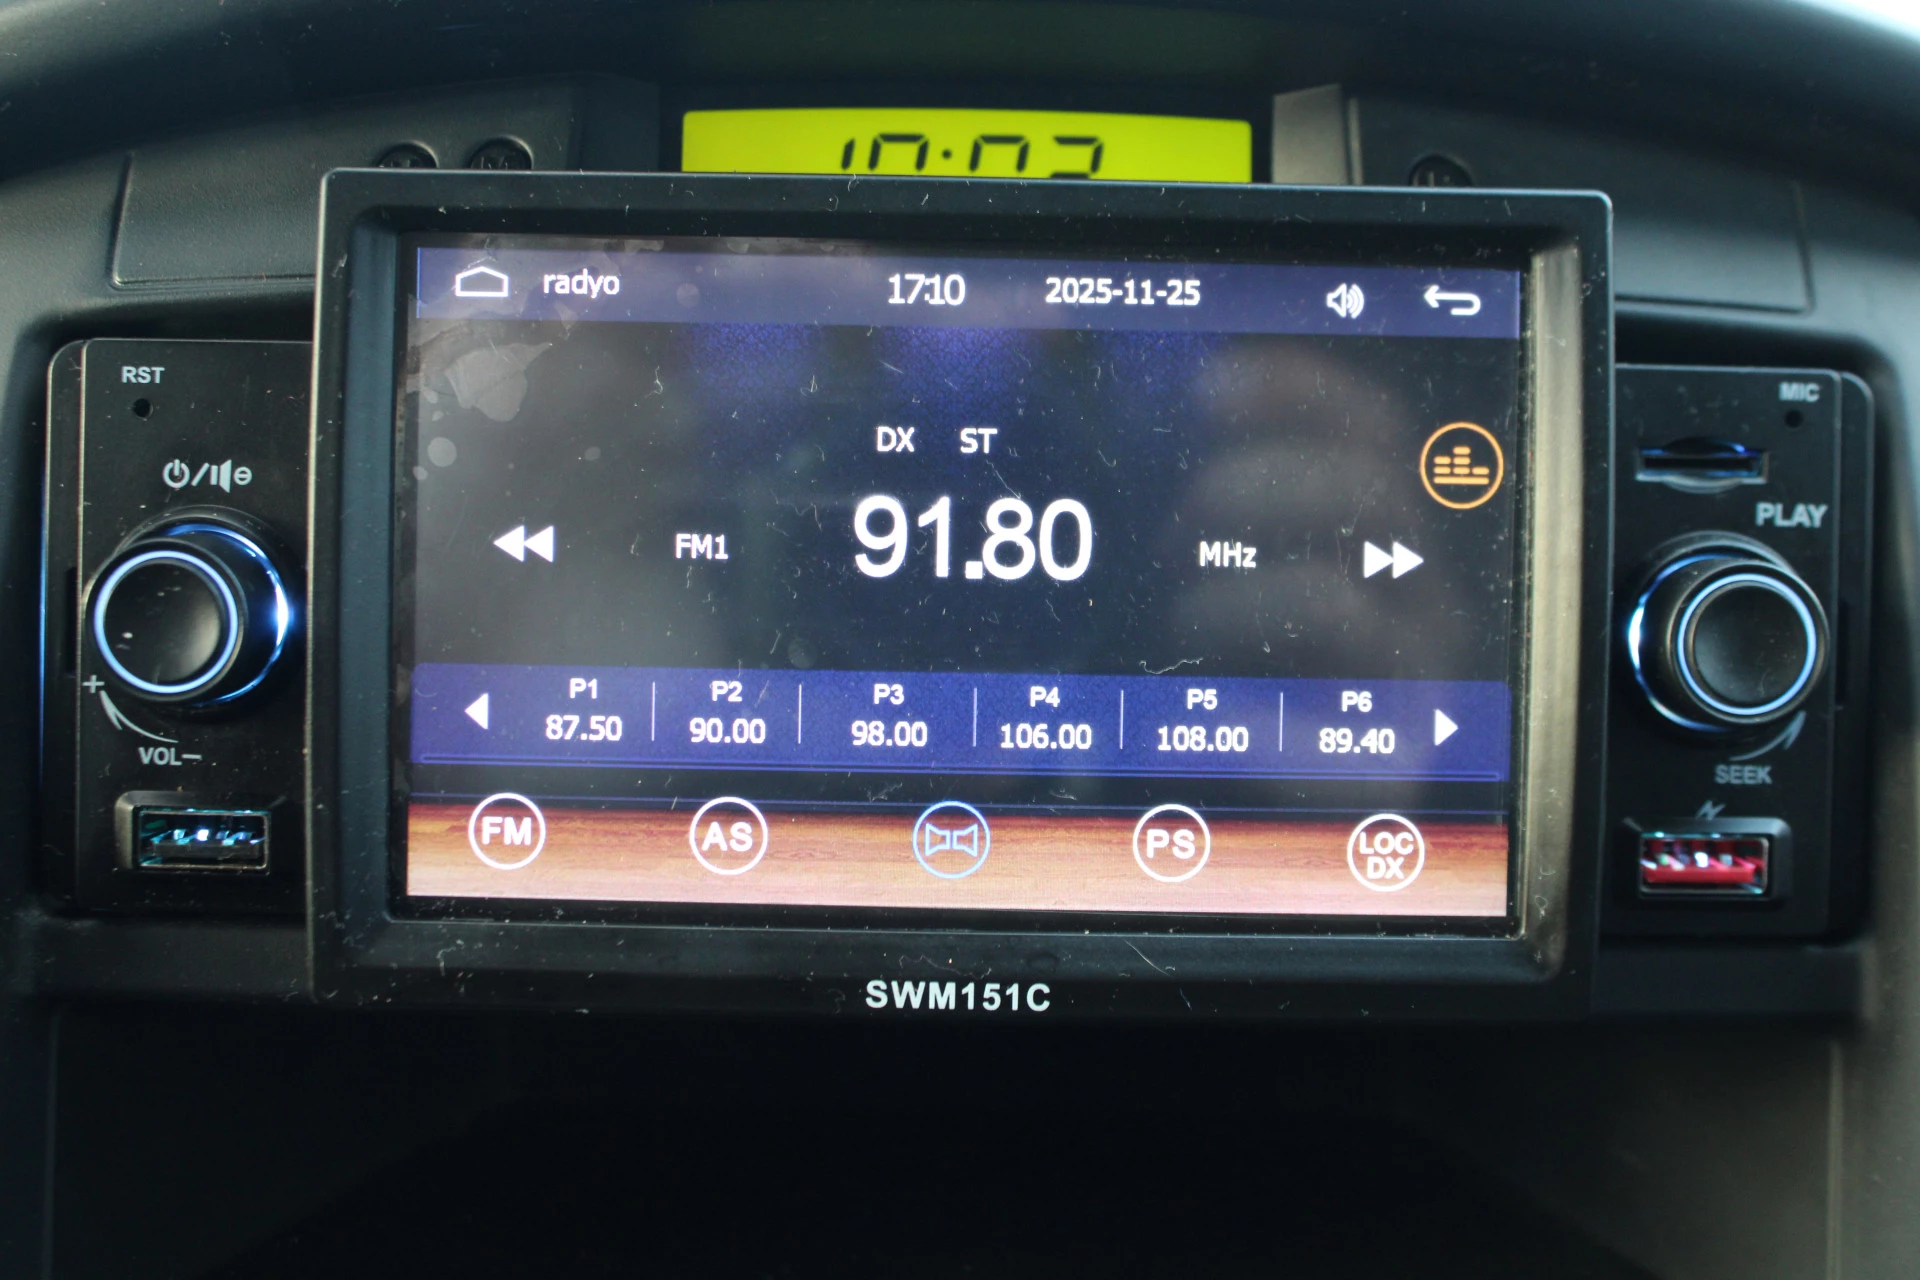 radyo 17:10 2025-11-25
RST
MIC
DX ST
PLAY
FM1 91.80 MHz
P1 P2 P3 P4 P5 P6
87.50 90.00 98.00 106.00 108.00 89.40
+
VOL-
SEEK
FM AS PS LOC DX
SWM151C